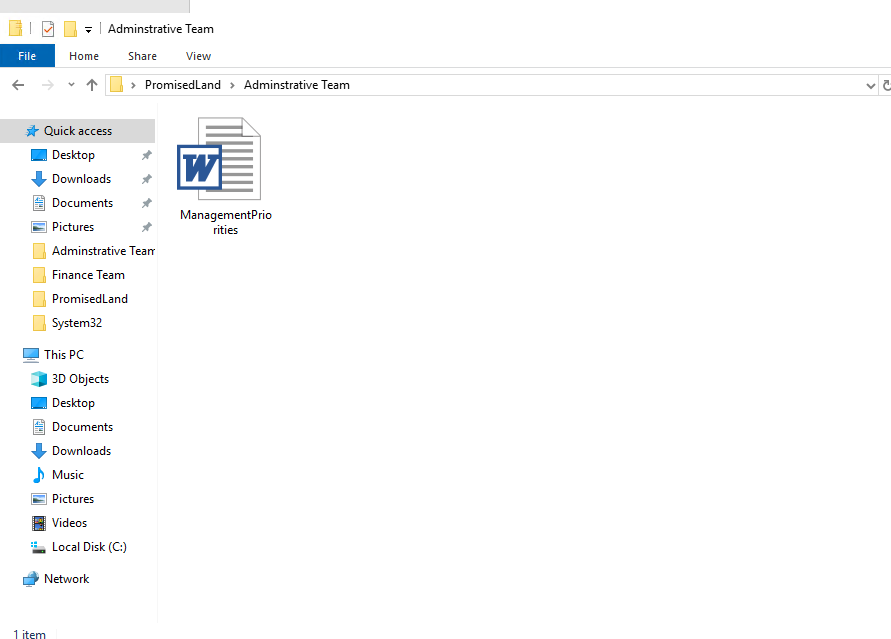 Adminstrative Team
File Home Share View
PromisedLand Adminstrative Team
Quick access
Desktop
Downloads
Documents
Pictures
Adminstrative Team
Finance Team
PromisedLand
System32
This PC
3D Objects
Desktop
Documents
Downloads
Music
Pictures
Videos
Local Disk (C:)
Network
W
ManagementPrio
rities
1 item